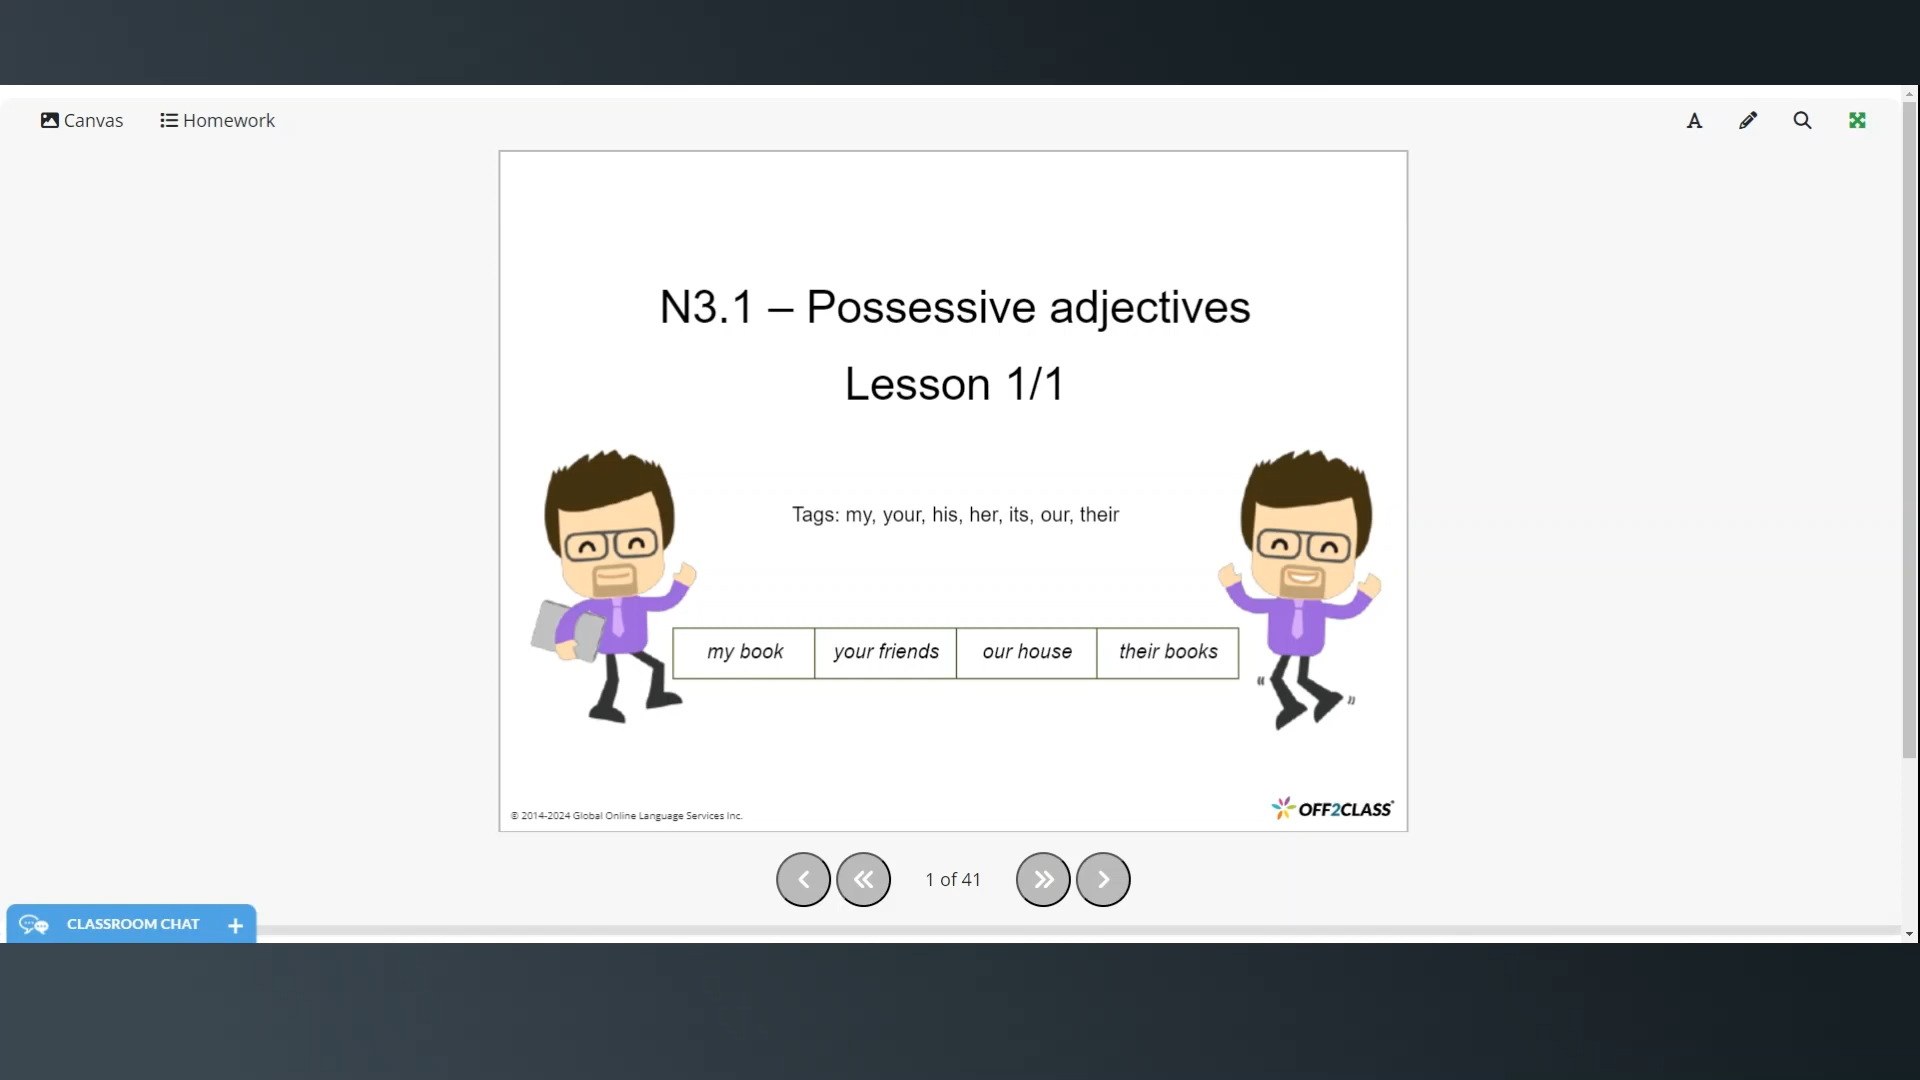 Canvas
Homework
A
N3.1 – Possessive adjectives
Lesson 1/1
Tags: my, your, his, her, its, our, their
my book your friends our house their books
© 2014-2024 Global Online Language Services Inc.
OFF2CLASS
1 of 41
CLASSROOM CHAT +